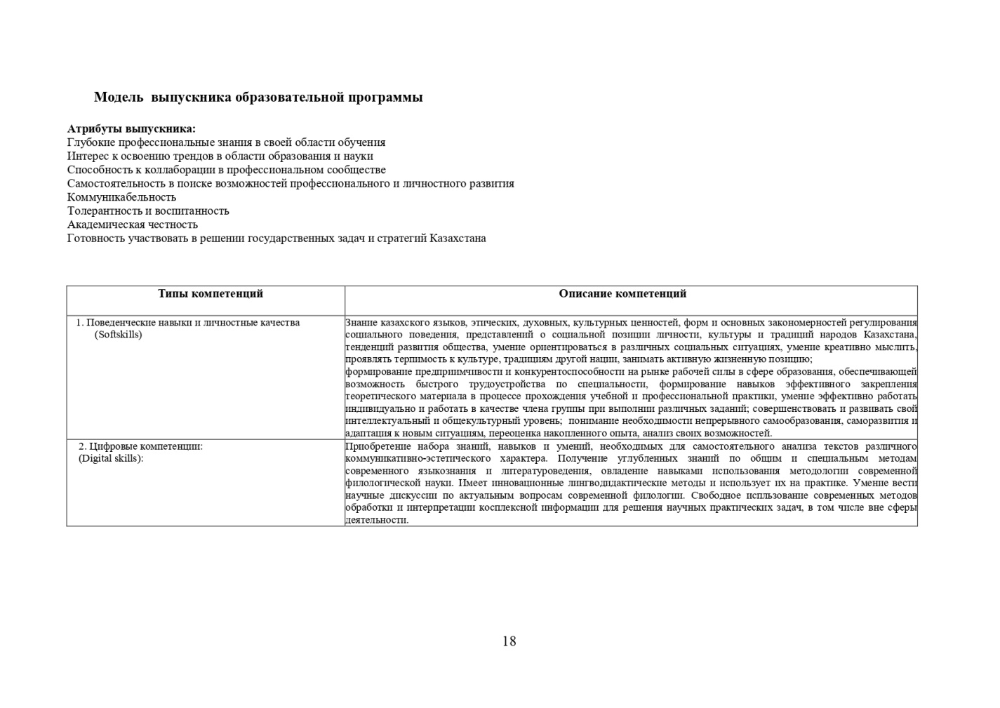 Модель  выпускника образовательной программы
Атрибуты выпускника:
Глубокие профессиональные знания в своей области обучения
Интерес к освоению трендов в области образования и науки
Способность к коллаборации в профессиональном сообществе
Самостоятельность в поиске возможностей профессионального и личностного развития
Коммуникабельность
Толерантность и воспитанность
Академическая честность
Готовность участвовать в решении государственных задач и стратегий Казахстана
Типы компетенций
Описание компетенций
1. Поведенческие навыки и личностные качества
(Softskills)
Знание казахского языков, этических, духовных, культурных ценностей, форм и основных закономерностей регулирования
социального поведения, представлений о социальной позиции личности, культуры и традиций народов Казахстана,
тенденций развития общества, умение ориентироваться в различных социальных ситуациях, умение креативно мыслить,
проявлять терпимость к культуре, традициям другой нации, занимать активную жизненную позицию;
формирование предприимчивости и конкурентоспособности на рынке рабочей силы в сфере образования, обеспечивающей
возможность быстрого трудоустройства по специальности, формирование навыков эффективного закрепления
теоретического материала в процессе прохождения учебной и профессиональной практики, умение эффективно работать
индивидуально и работать в качестве члена группы при выполнии различных заданий; совершенствовать и развивать свой
интеллектуальный и общекультурный уровень;  понимание необходимости непрерывного самообразования, саморазвития и
адаптация к новым ситуациям, переоценка накопленного опыта, анализ своих возможностей.
2. Цифровые компетенции:
(Digital skills):
Приобретение набора знаний, навыков и умений, необходимых для самостоятельного анализа текстов различного
коммуникативно-эстетического характера. Получение углубленных знаний по общим и специальным методам
современного языкознания и литературоведения, овладение навыками использования методологии современной
филологической науки. Имеет инновационные лингводидактические методы и использует их на практике. Умение вести
научные дискуссии по актуальным вопросам современной филологии. Свободное испльзование современных методов
обработки и интерпретации косплексной информации для решения научных практических задач, в том числе вне сферы
деятельности.
18